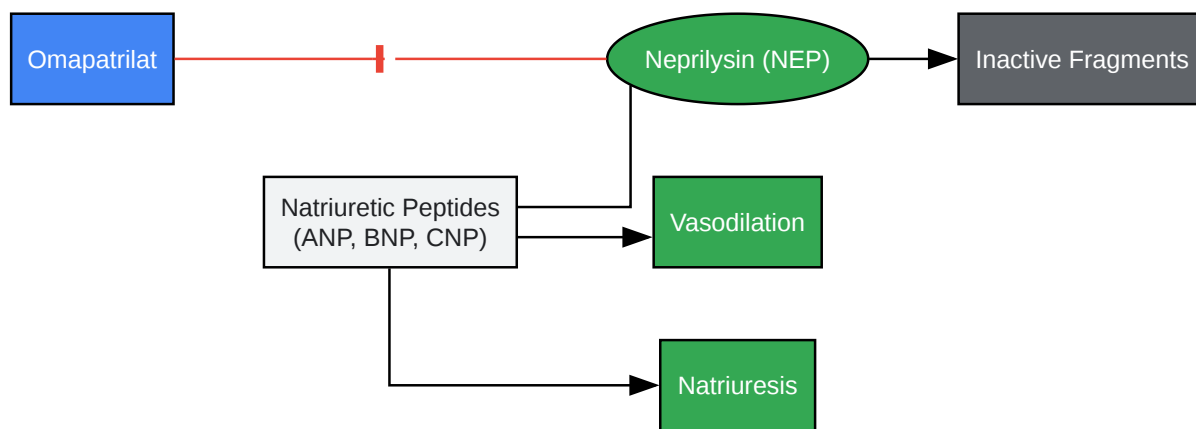 Omapatrilat
Neprilysin (NEP)
Inactive Fragments
Natriuretic Peptides
(ANP, BNP, CNP)
Vasodilation
Natriuresis